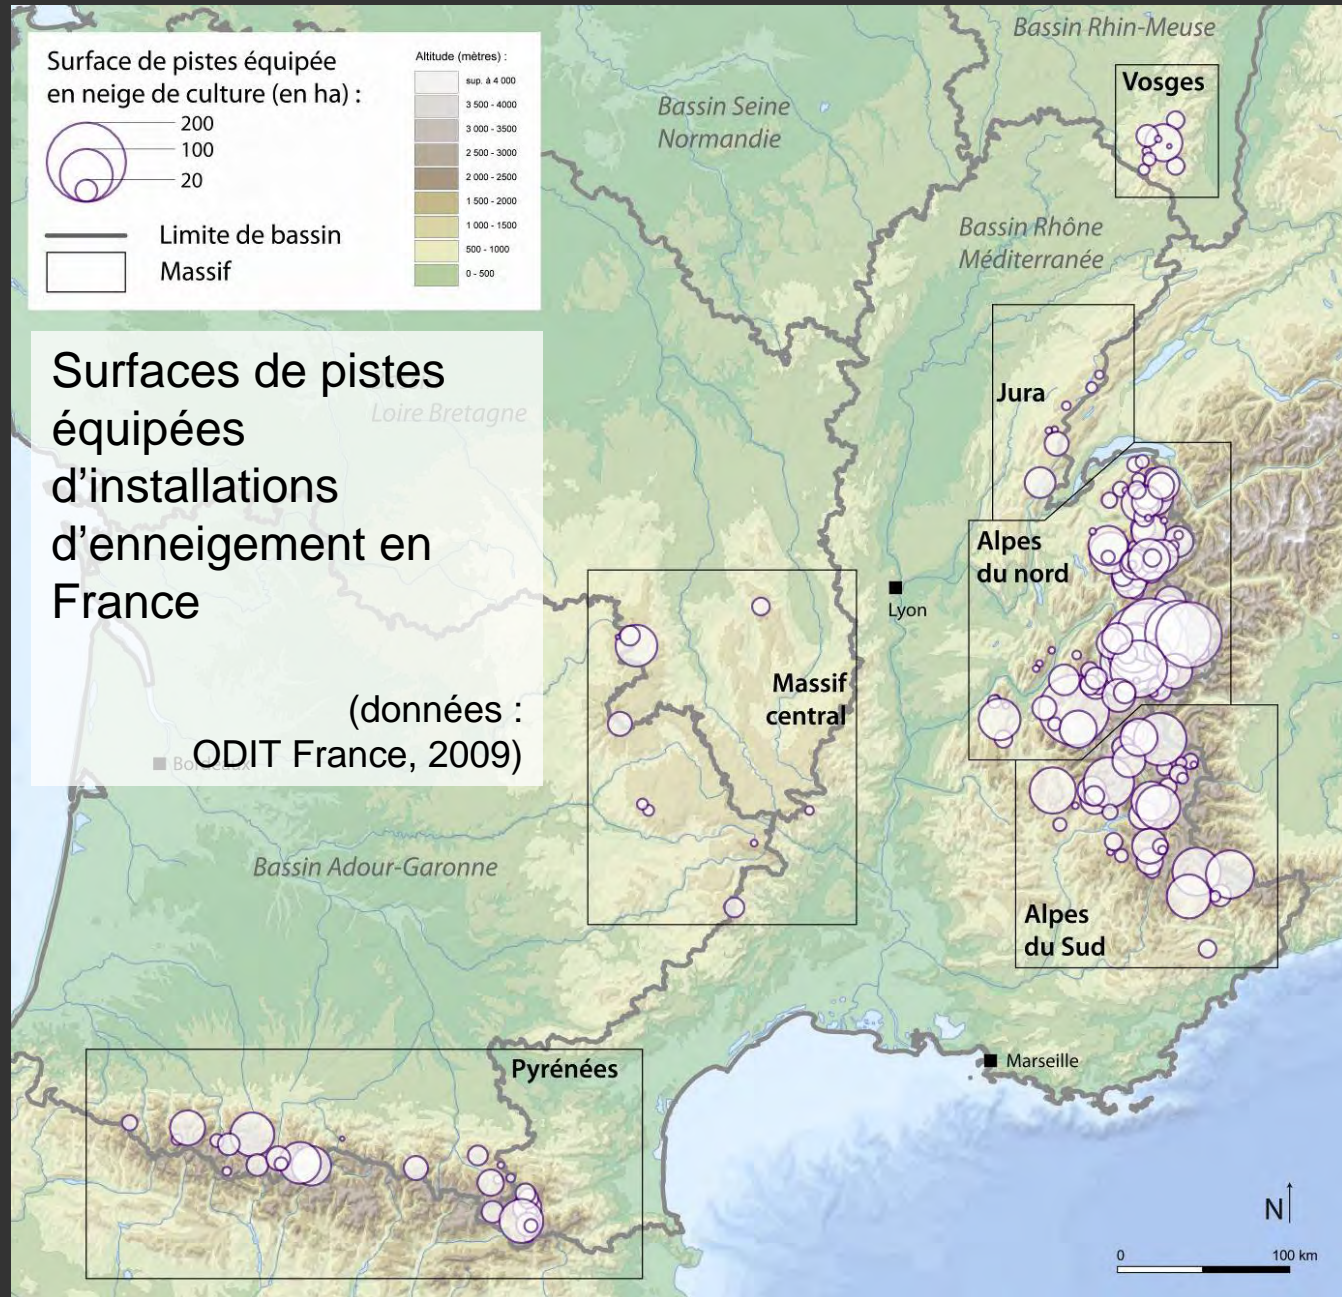 Surface de pistes équipée
en neige de culture (en ha) :
200
100
20
Limite de bassin
Massif
Altitude (mètres) :
sup. à 4 000
3 500 - 4000
3 000 - 3500
2 500 - 3000
2 000 - 2500
1 500 - 2000
1 000 - 1500
500 - 1000
0 - 500
Bassin Rhin-Meuse
Vosges
Bassin Seine
Normandie
Bassin Rhône
Méditerranée
Surfaces de pistes
équipées
d’installations
d’enneigement en
France
(données :
ODIT France, 2009)
Loire Bretagne
Jura
Alpes
du nord
Lyon
Massif
central
Bordeaux
Bassin Adour-Garonne
Alpes
du Sud
Marseille
Pyrénées
N
0 100 km